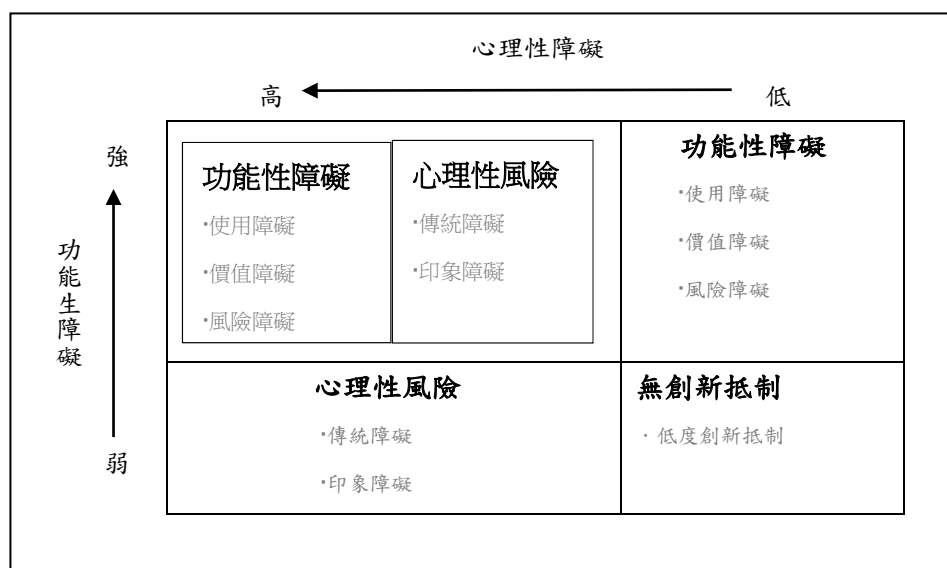 心理性障礙
高
低
強
功能生障礙
弱
功能性障礙
·使用障礙
·價值障礙
·風險障礙
心理性風險
·傳統障礙
·印象障礙
功能性障礙
·使用障礙
·價值障礙
·風險障礙
心理性風險
·傳統障礙
·印象障礙
無創新抵制
·低度創新抵制